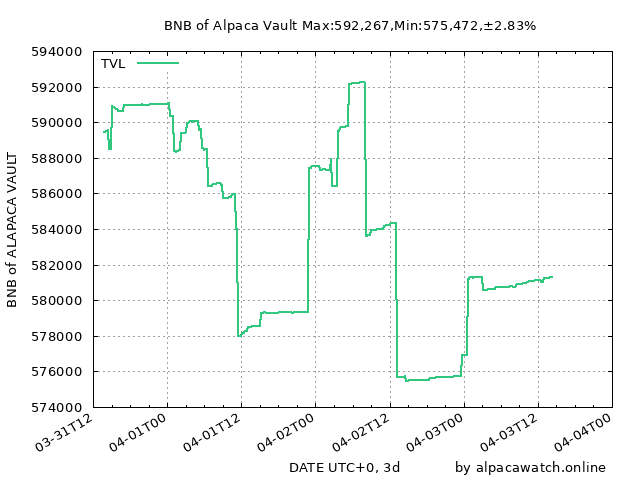 BNB of Alpaca Vault Max:592,267,Min:575,472,±2.83%
TVL
594000
592000
590000
588000
586000
584000
582000
580000
578000
576000
574000
BNB of ALAPACA VAULT
03-31T12
04-01T00
04-01T12
04-02T00
04-02T12
04-03T00
04-03T12
04-04T00
DATE UTC+0, 3d
by alpacawatch.online